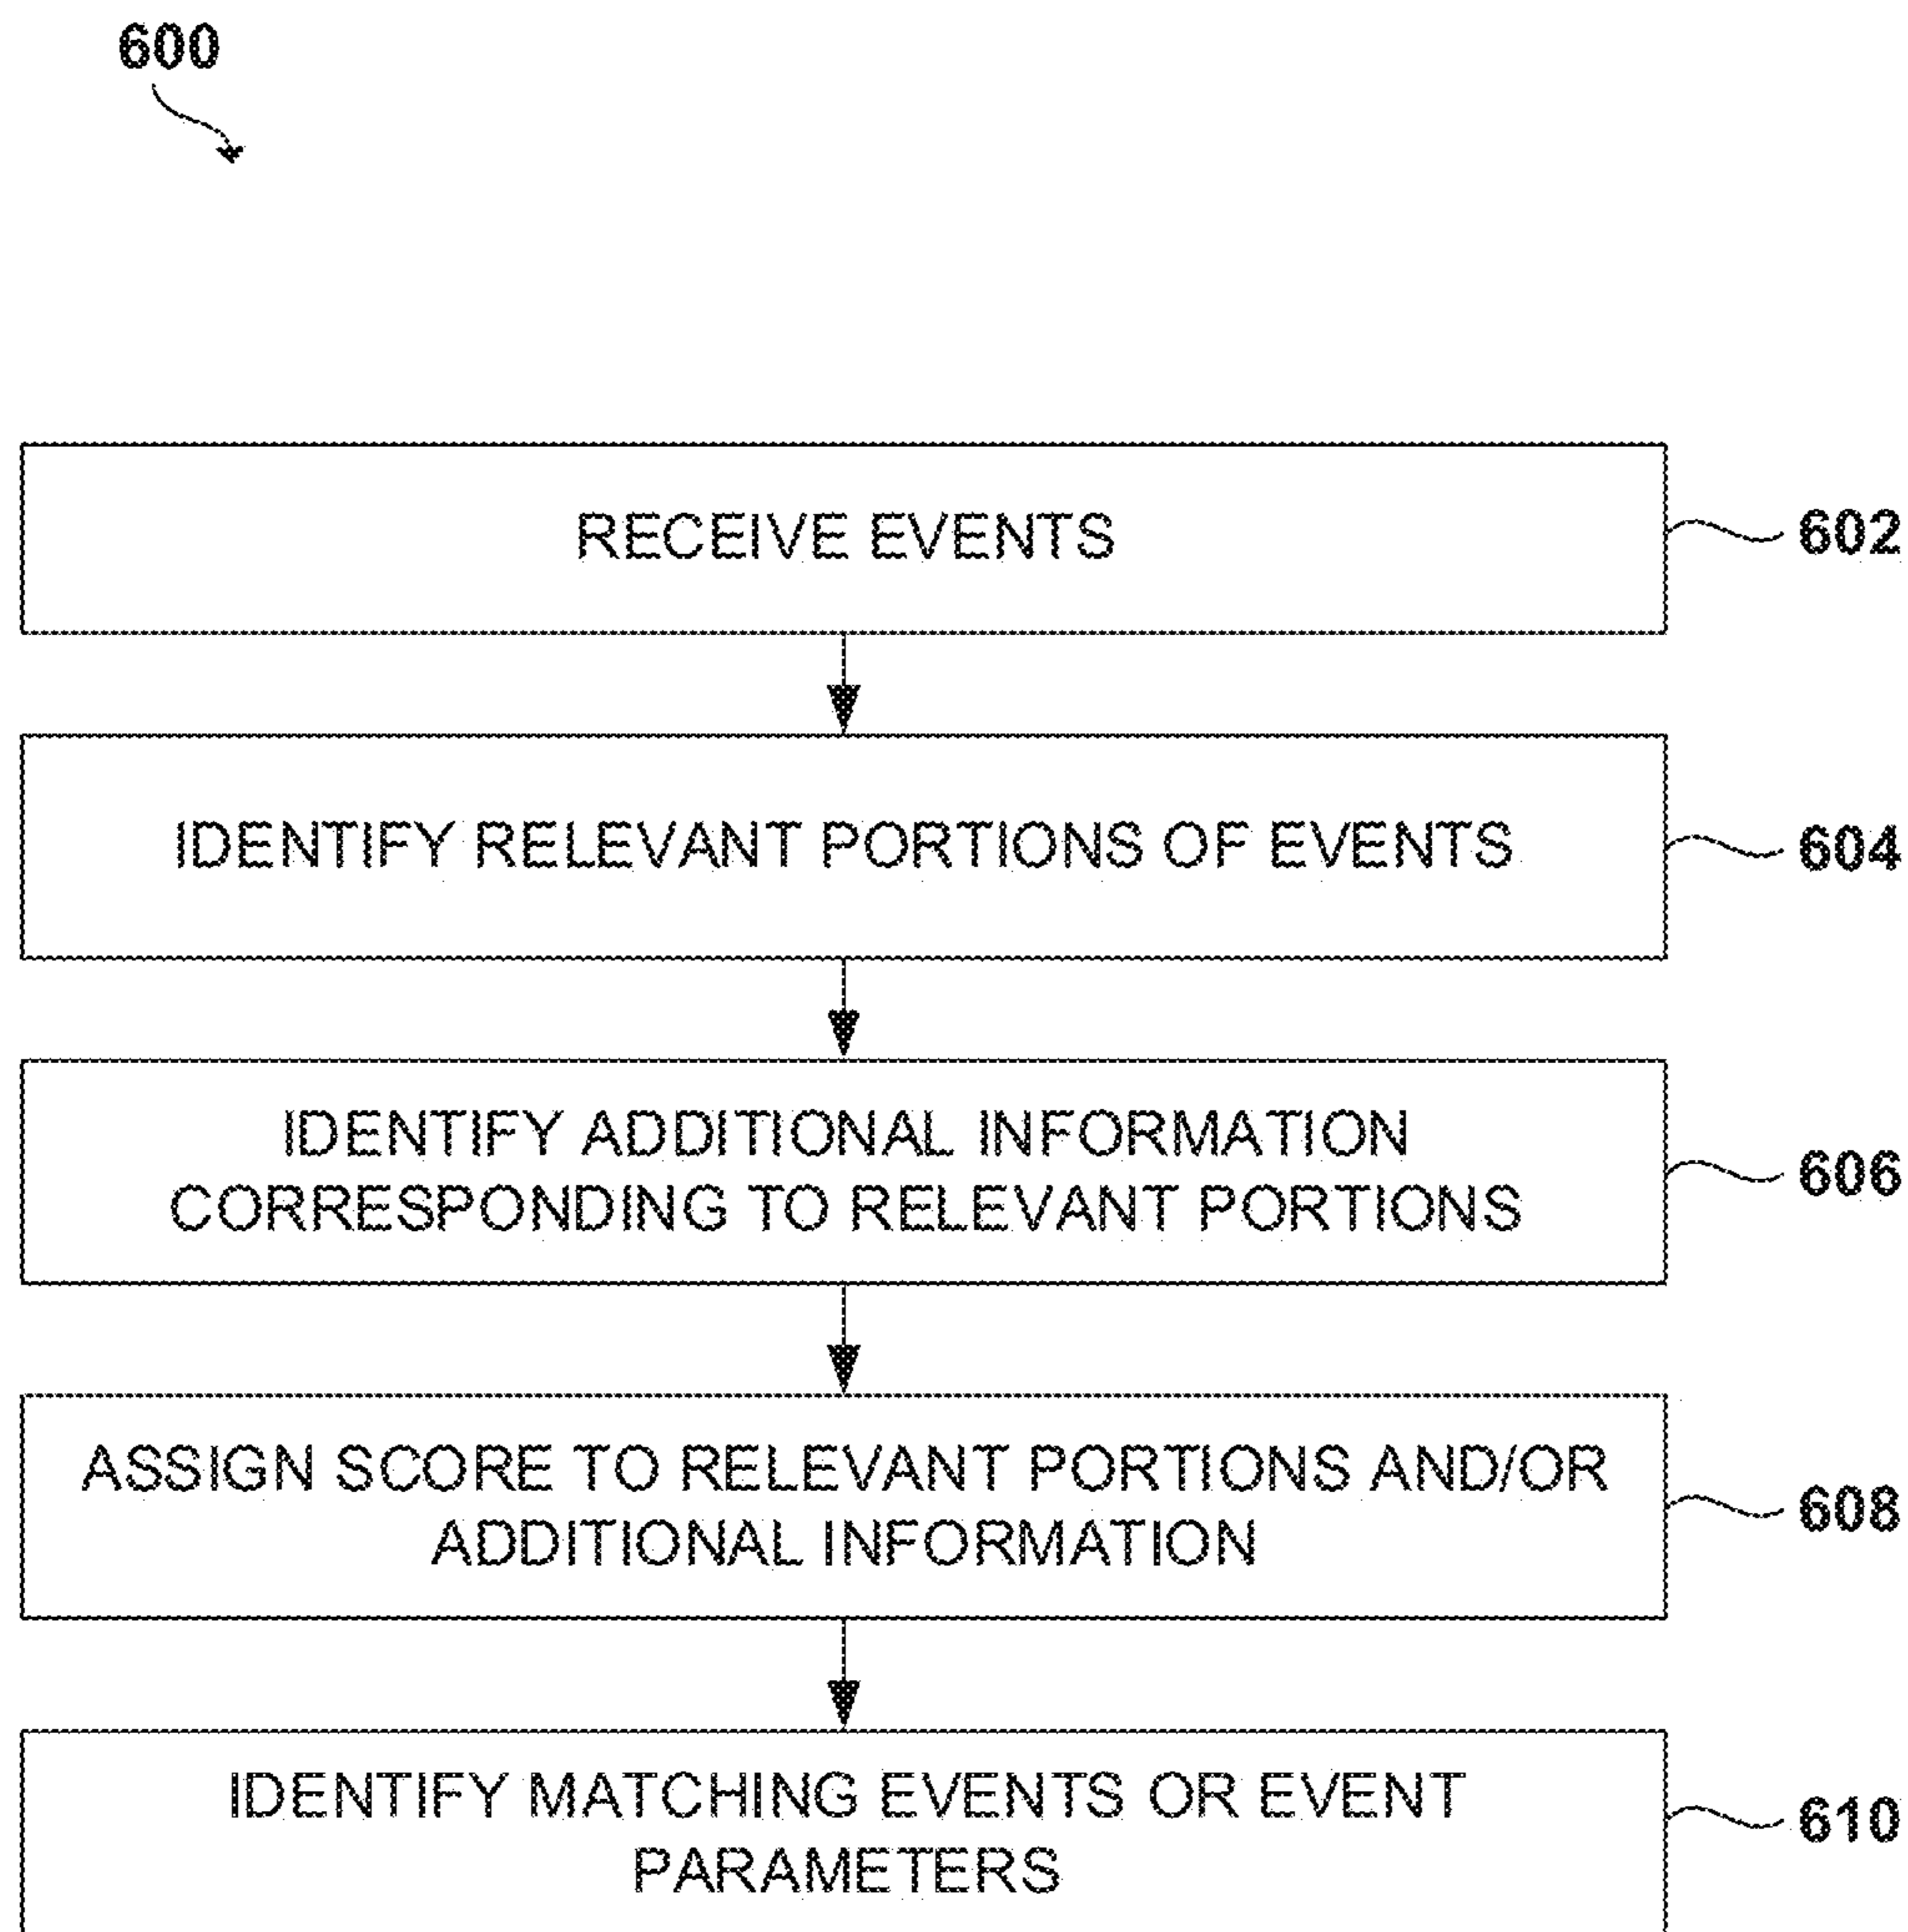 600
RECEIVE EVENTS
602
IDENTIFY RELEVANT PORTIONS OF EVENTS
604
IDENTIFY ADDITIONAL INFORMATION
CORRESPONDING TO RELEVANT PORTIONS
606
ASSIGN SCORE TO RELEVANT PORTIONS AND/OR
ADDITIONAL INFORMATION
608
IDENTIFY MATCHING EVENTS OR EVENT
PARAMETERS
610